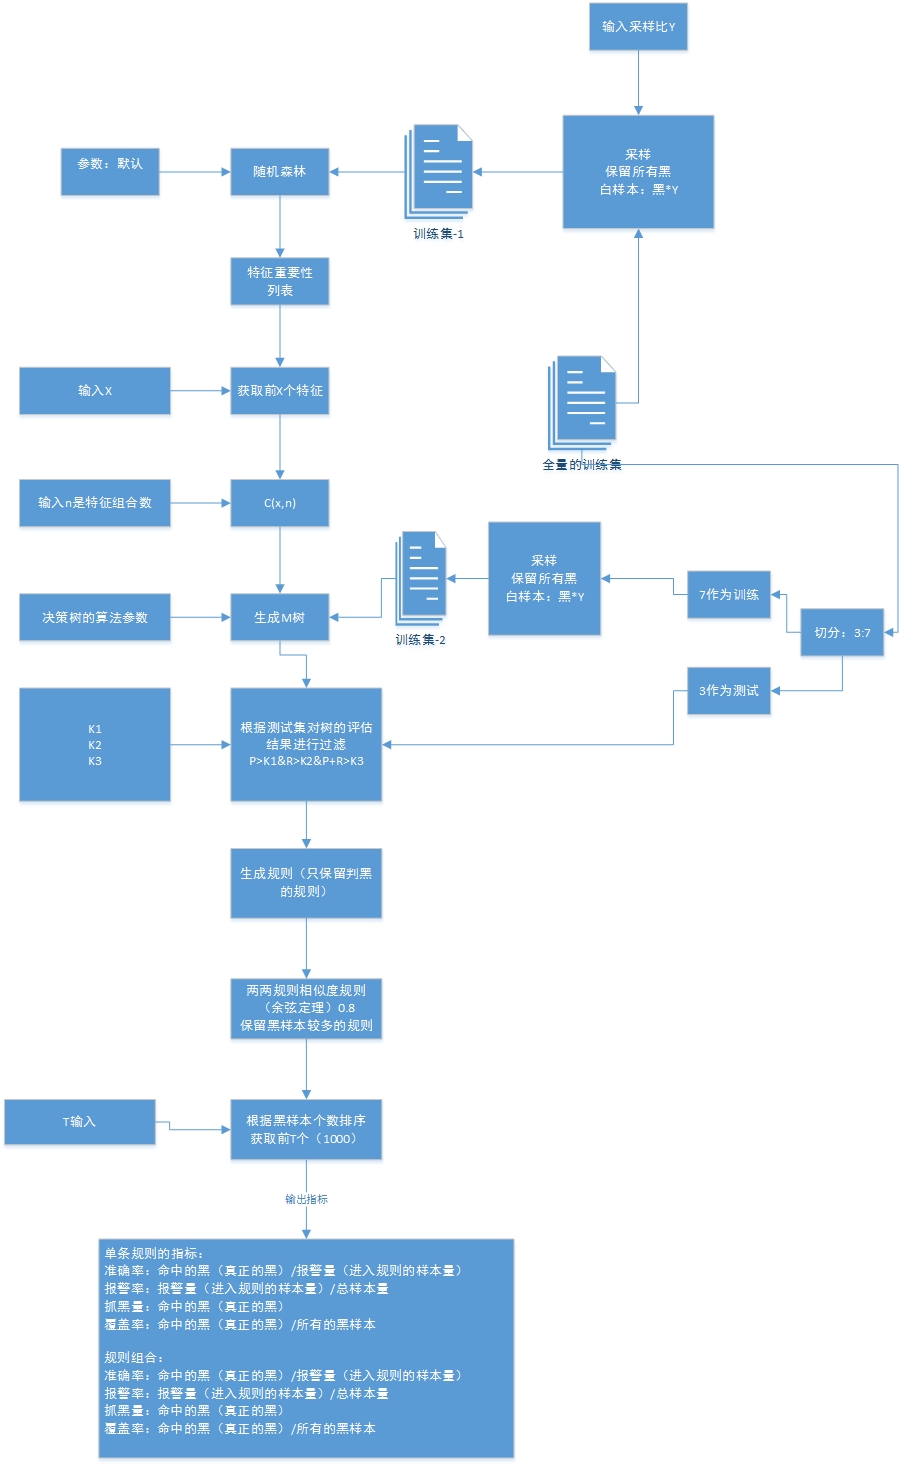 输入采样比Y
采样
保留所有黑
白样本：黑*Y
参数：默认
随机森林
训练集-1
特征重要性
列表
输入X
获取前X个特征
全量的训练集
输入n是特征组合数
C(x,n)
采样
保留所有黑
白样本：黑*Y
7作为训练
决策树的算法参数
生成M树
训练集-2
切分：3:7
3作为测试
K1
K2
K3
根据测试集对树的评估
结果进行过滤
P>K1&R>K2&P+R>K3
生成规则（只保留判黑
的规则）
两两规则相似度规则
（余弦定理）0.8
保留黑样本较多的规则
T输入
根据黑样本个数排序
获取前T个（1000）
输出指标
单条规则的指标：
准确率：命中的黑（真正的黑）/报警量（进入规则的样本量）
报警率：报警量（进入规则的样本量）/总样本量
抓黑量：命中的黑（真正的黑）
覆盖率：命中的黑（真正的黑）/所有的黑样本
规则组合：
准确率：命中的黑（真正的黑）/报警量（进入规则的样本量）
报警率：报警量（进入规则的样本量）/总样本量
抓黑量：命中的黑（真正的黑）
覆盖率：命中的黑（真正的黑）/所有的黑样本